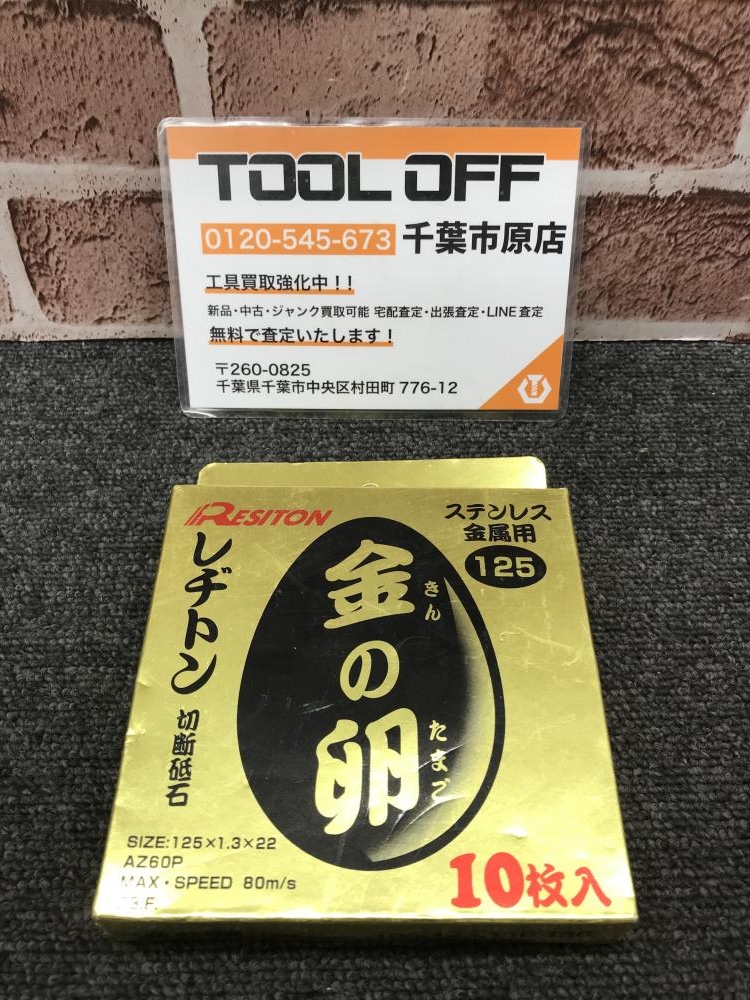 TOOL OFF
0120-545-673 千葉市原店
工具買取強化中！！
新品・中古・ジャンク買取可能 宅配査定・出張査定・LINE査定
無料で査定いたします！
〒260-0825
千葉県千葉市中央区村田町 776-12
RESITON
レヂトン
切断砥石
金の卵
きん
たまご
ステンレス
金属用
125
SIZE:125×1.3×22
AZ60P
MAX・SPEED 80m/s
10枚入